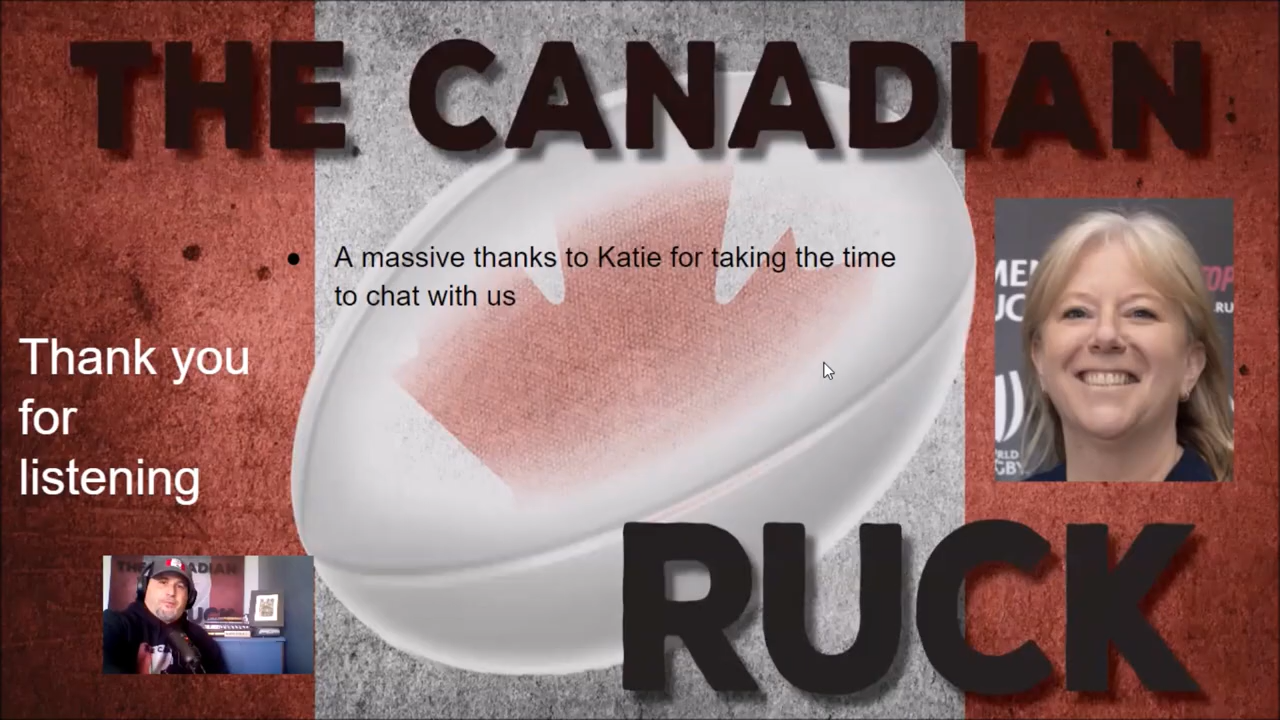 THE CANADIAN
A massive thanks to Katie for taking the time
to chat with us
Thank you
for
listening
RUCK